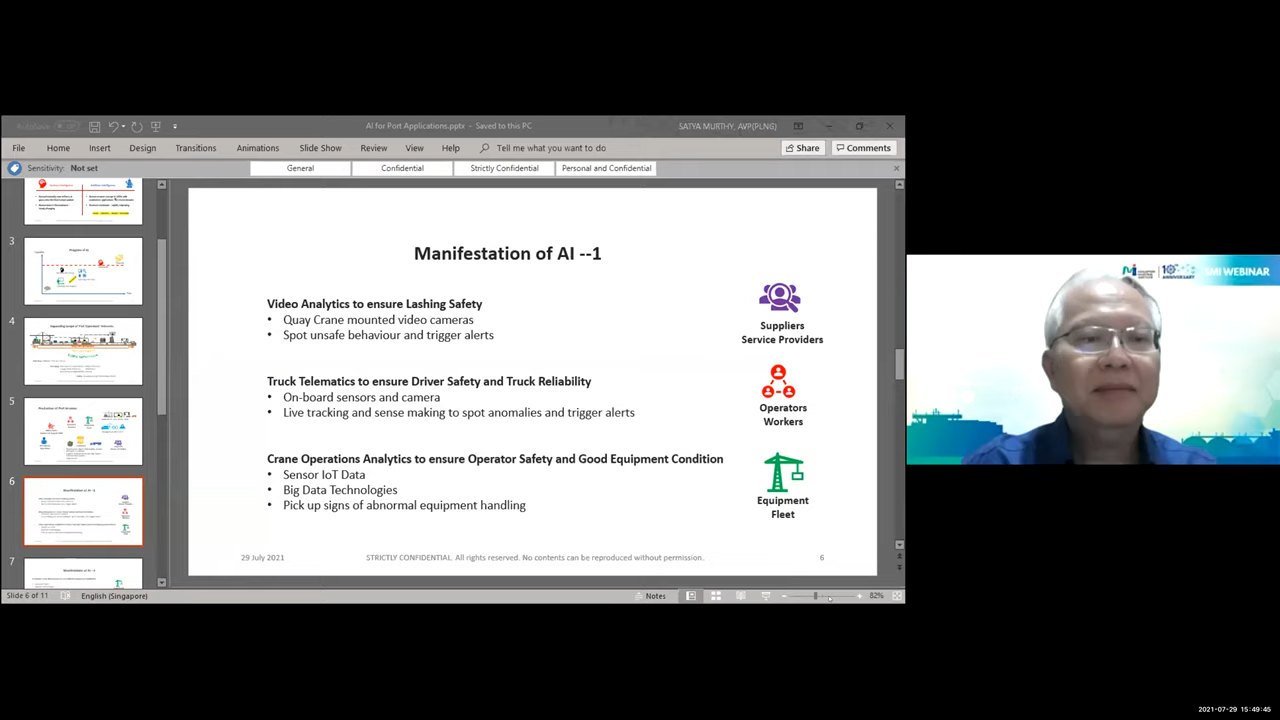 AutoSave
AI for Port Applications.pptx - Saved to this PC
SATYA MURTHY, AVP(PLNG)
File Home Insert Design Transitions Animations Slide Show Review View Help Tell me what you want to do Share Comments
Sensitivity: Not set General Confidential Strictly Confidential Personal and Confidential
3
4
5
6
7
Manifestation of AI --1
Video Analytics to ensure Lashing Safety
• Quay Crane mounted video cameras
• Spot unsafe behaviour and trigger alerts
Suppliers
Service Providers
Truck Telematics to ensure Driver Safety and Truck Reliability
• On-board sensors and camera
• Live tracking and sense making to spot anomalies and trigger alerts
Operators
Workers
Crane Operations Analytics to ensure Operator Safety and Good Equipment Condition
• Sensor IoT Data
• Big Data Technologies
• Pick up signs of abnormal equipment handling
Equipment
Fleet
29 July 2021 STRICTLY CONFIDENTIAL. All rights reserved. No contents can be reproduced without permission. 6
Slide 6 of 11 English (Singapore) Notes 82%
SMI WEBINAR
2021-07-29 15:49:45